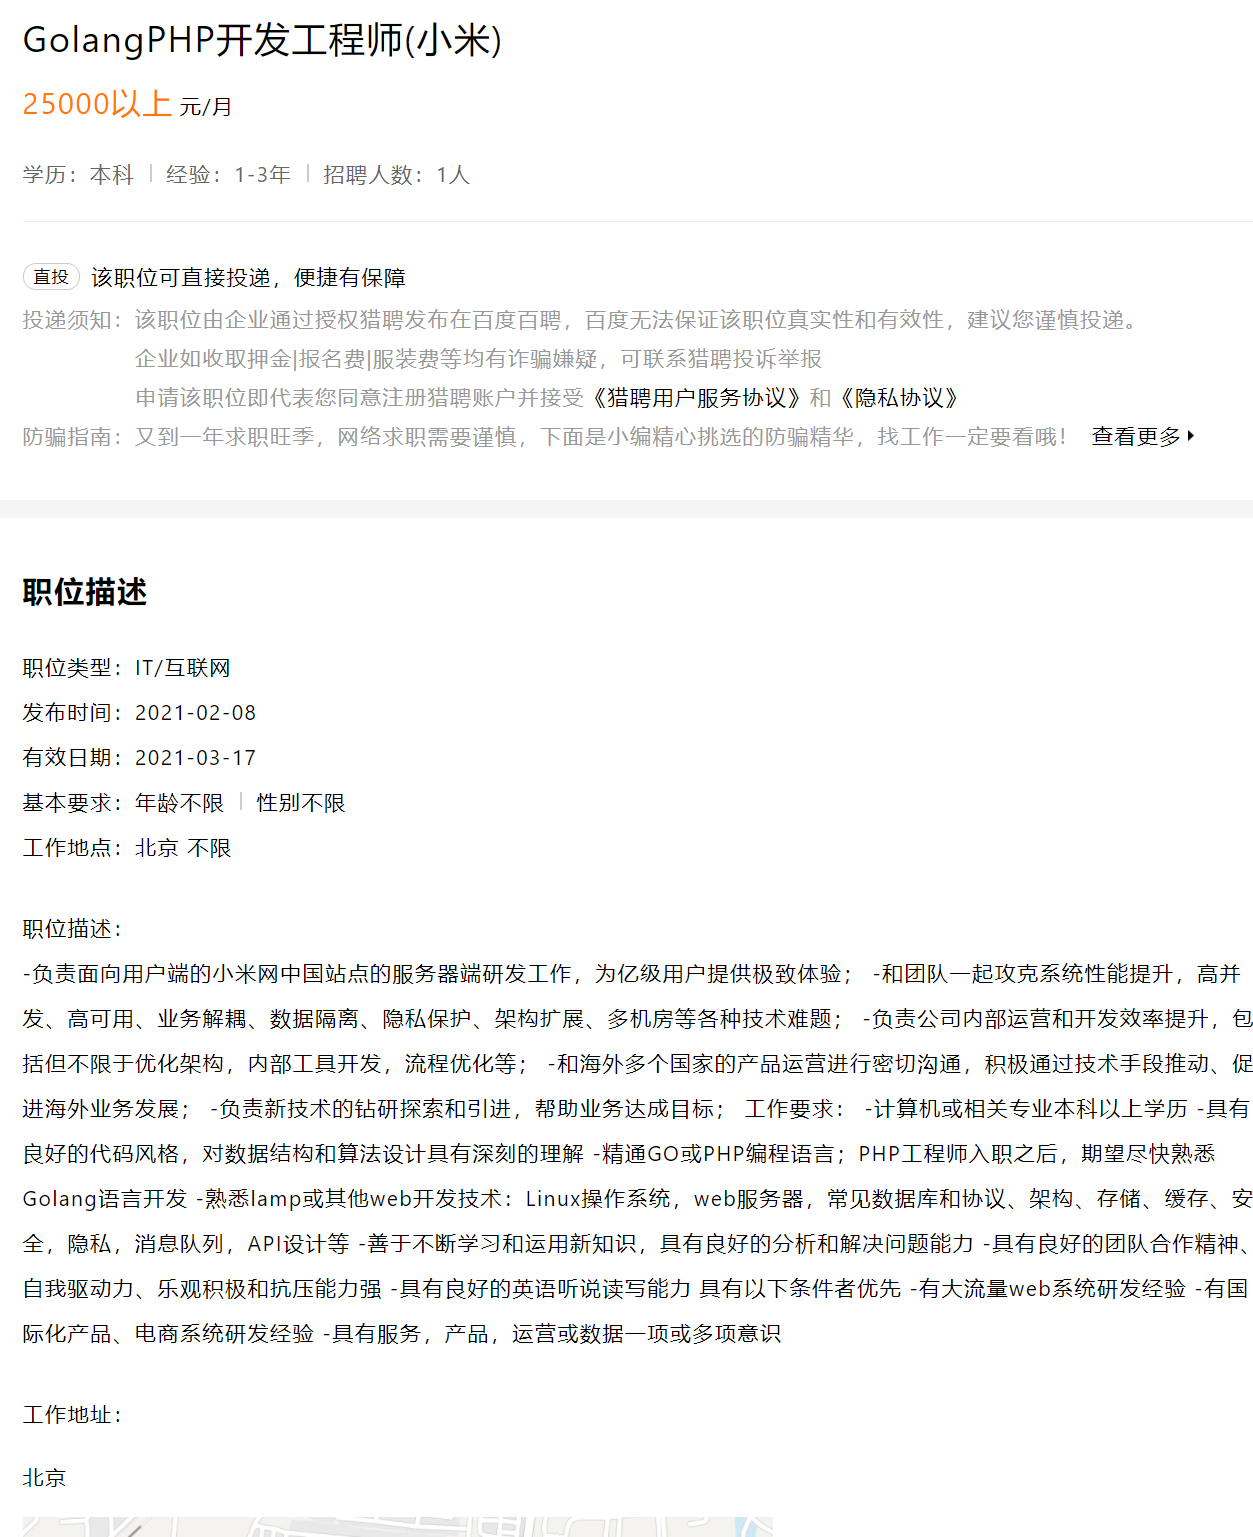 GolangPHP开发工程师(小米)
25000以上 元/月
学历：本科 | 经验：1-3年 | 招聘人数：1人
直投 该职位可直接投递，便捷有保障
投递须知：该职位由企业通过授权猎聘发布在百度百聘，百度无法保证该职位真实性和有效性，建议您谨慎投递。
企业如收取押金|报名费|服装费等均有诈骗嫌疑，可联系猎聘投诉举报
申请该职位即代表您同意注册猎聘账户并接受《猎聘用户服务协议》和《隐私协议》
防骗指南：又到一年求职旺季，网络求职需要谨慎，下面是小编精心挑选的防骗精华，找工作一定要看哦！ 查看更多
职位描述
职位类型：IT/互联网
发布时间：2021-02-08
有效日期：2021-03-17
基本要求：年龄不限 | 性别不限
工作地点：北京 不限
职位描述：
-负责面向用户端的小米网中国站点的服务器端研发工作，为亿级用户提供极致体验； -和团队一起攻克系统性能提升，高并
发、高可用、业务解耦、数据隔离、隐私保护、架构扩展、多机房等各种技术难题； -负责公司内部运营和开发效率提升，包
括但不限于优化架构，内部工具开发，流程优化等； -和海外多个国家的产品运营进行密切沟通，积极通过技术手段推动、促
进海外业务发展； -负责新技术的钻研探索和引进，帮助业务达成目标； 工作要求： -计算机或相关专业本科以上学历 -具有
良好的代码风格，对数据结构和算法设计具有深刻的理解 -精通GO或PHP编程语言；PHP工程师入职之后，期望尽快熟悉
Golang语言开发 -熟悉lamp或其他web开发技术：Linux操作系统，web服务器，常见数据库和协议、架构、存储、缓存、安
全，隐私，消息队列，API设计等 -善于不断学习和运用新知识，具有良好的分析和解决问题能力 -具有良好的团队合作精神、
自我驱动力、乐观积极和抗压能力强 -具有良好的英语听说读写能力 具有以下条件者优先 -有大流量web系统研发经验 -有国
际化产品、电商系统研发经验 -具有服务，产品，运营或数据一项或多项意识
工作地址：
北京